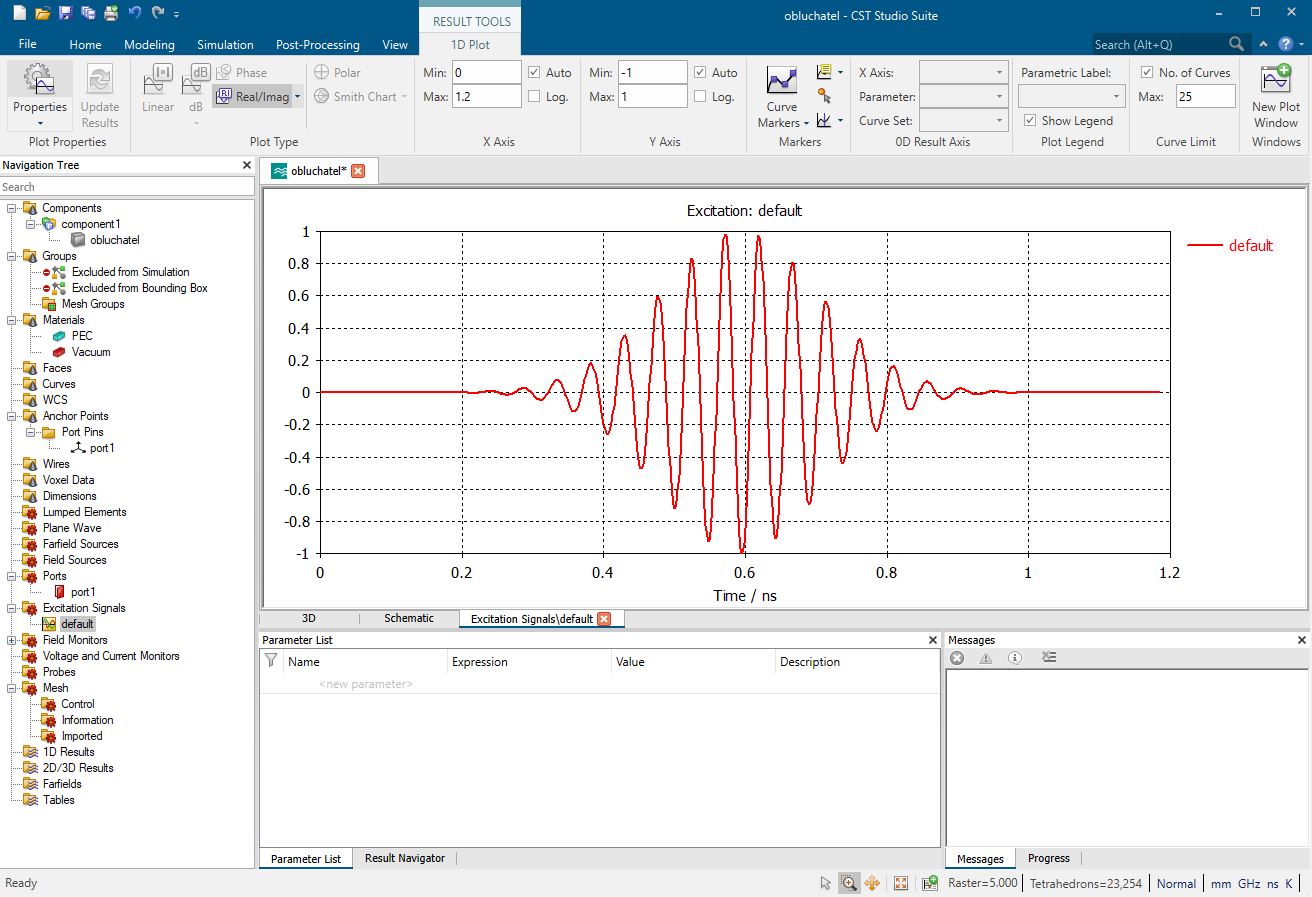 obluchatel - CST Studio Suite
RESULT TOOLS
File Home Modeling Simulation Post-Processing View 1D Plot Search (Alt+Q)
Properties
Update Results
Plot Properties
Linear
dB
Phase
Real/Imag
Polar
Smith Chart
Plot Type
Min: 0 Auto
Max: 1.2 Log.
X Axis
Min: -1 Auto
Max: 1 Log.
Y Axis
Curve Markers
Markers
X Axis:
Parameter:
Curve Set:
0D Result Axis
Parametric Label:
Show Legend
Plot Legend
No. of Curves
Max: 25
Curve Limit
New Plot Window
Windows
Navigation Tree
Search
Components
component1
obluchatel
Groups
Excluded from Simulation
Excluded from Bounding Box
Mesh Groups
Materials
PEC
Vacuum
Faces
Curves
WCS
Anchor Points
Port Pins
port1
Wires
Voxel Data
Dimensions
Lumped Elements
Plane Wave
Farfield Sources
Field Sources
Ports
port1
Excitation Signals
default
Field Monitors
Voltage and Current Monitors
Probes
Mesh
Control
Information
Imported
1D Results
2D/3D Results
Farfields
Tables
obluchatel*
Excitation: default
default
1
0.8
0.6
0.4
0.2
0
-0.2
-0.4
-0.6
-0.8
-1
0 0.2 0.4 0.6 0.8 1 1.2
Time / ns
3D Schematic Excitation Signals\default
Parameter List
Name Expression Value Description
<new parameter>
Parameter List Result Navigator
Messages
Messages Progress
Ready
Raster=5.000 Tetrahedrons=23,254 Normal mm GHz ns K